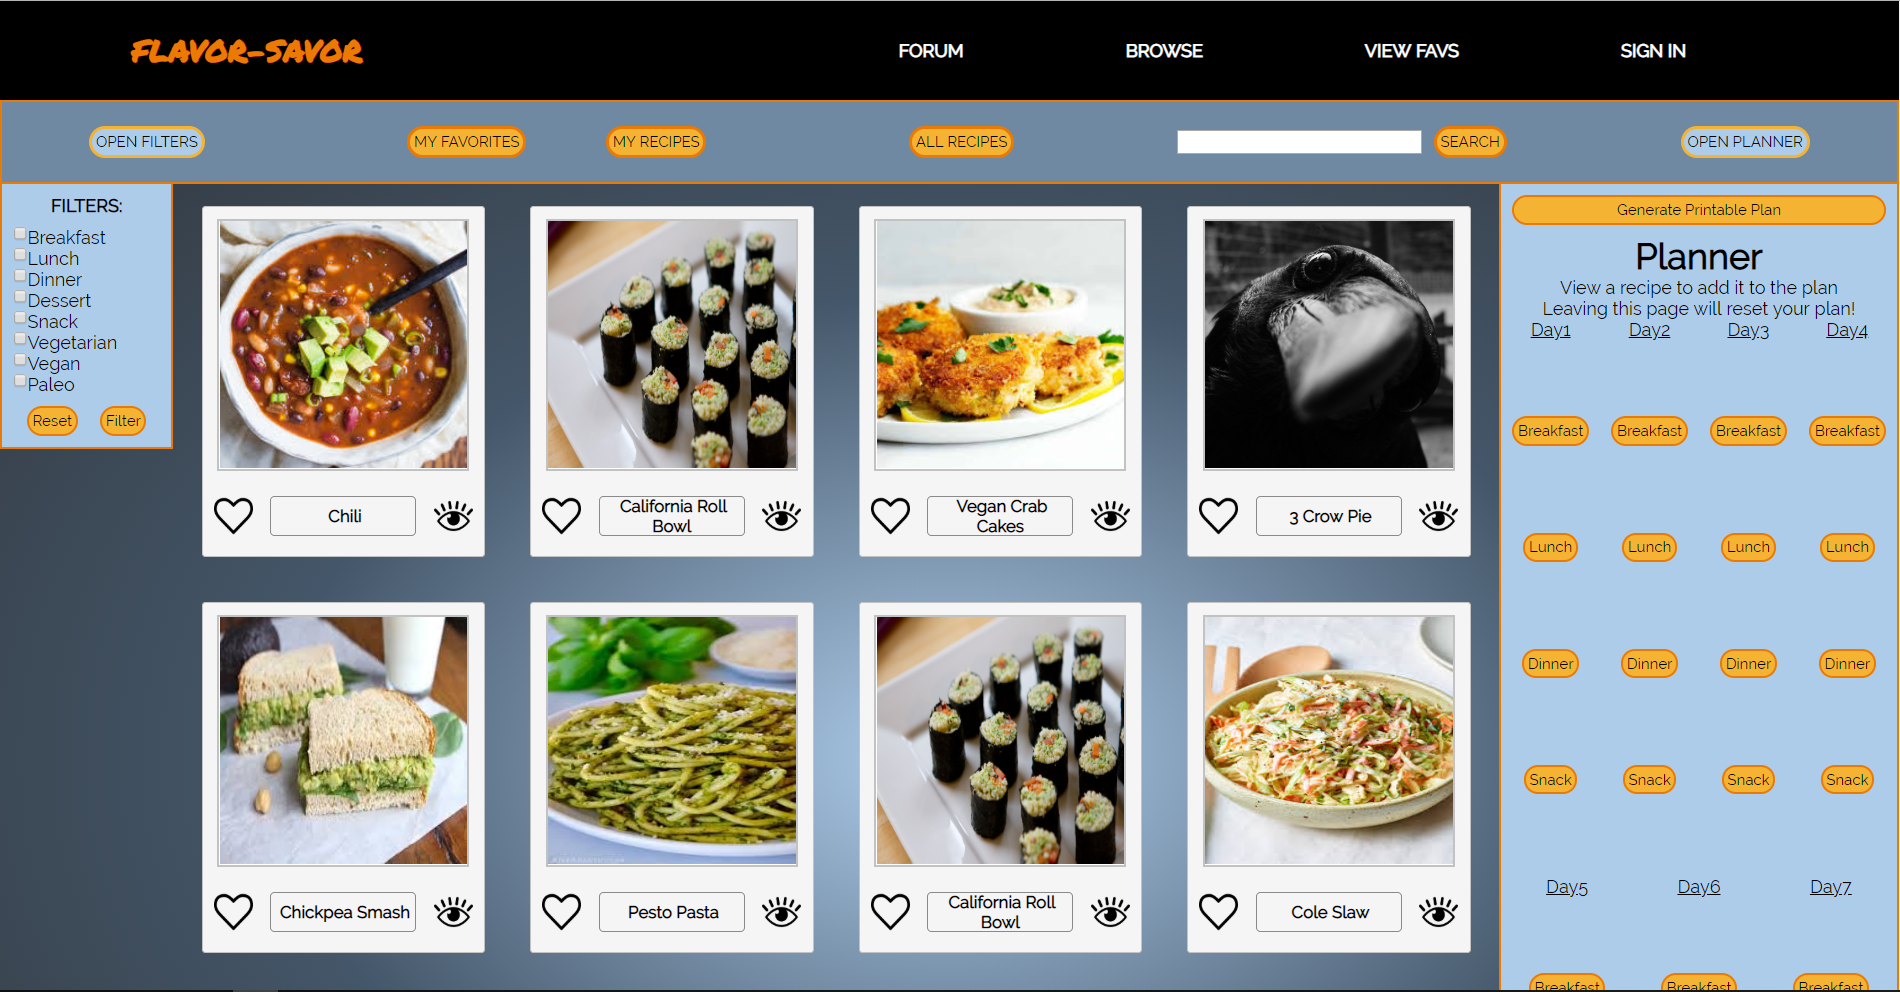 FLAVOR-SAVOR
FORUM
BROWSE
VIEW FAVS
SIGN IN
OPEN FILTERS
MY FAVORITES
MY RECIPES
ALL RECIPES
SEARCH
OPEN PLANNER
FILTERS:
Breakfast
Lunch
Dinner
Dessert
Snack
Vegetarian
Vegan
Paleo
Reset
Filter
Chili
California Roll
Bowl
Vegan Crab
Cakes
3 Crow Pie
Chickpea Smash
Pesto Pasta
California Roll
Bowl
Cole Slaw
Generate Printable Plan
Planner
View a recipe to add it to the plan
Leaving this page will reset your plan!
Day1
Day2
Day3
Day4
Breakfast
Breakfast
Breakfast
Breakfast
Lunch
Lunch
Lunch
Lunch
Dinner
Dinner
Dinner
Dinner
Snack
Snack
Snack
Snack
Day5
Day6
Day7
Breakfast
Breakfast
Breakfast